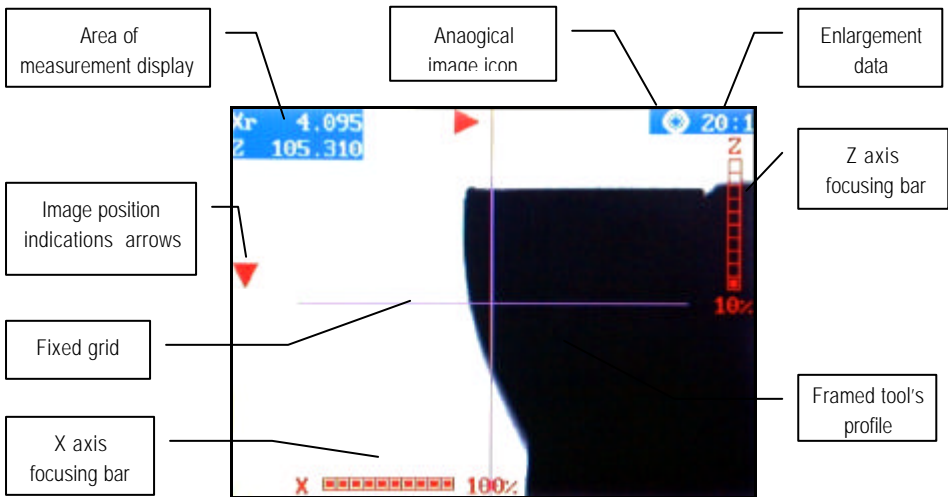 Area of
measurement display
Anaogical
image icon
Enlargement
data
Xr 4.095
Z 105.310
20:1
Z
Z axis
focusing bar
Image position
indications arrows
10%
Fixed grid
Framed tool's
profile
X axis
focusing bar
X 100%